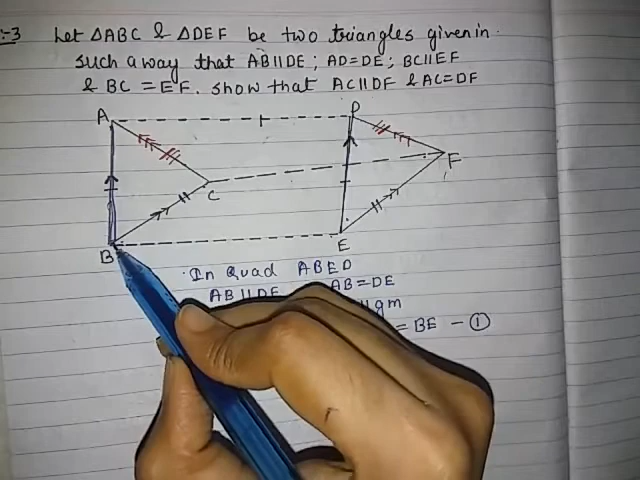 :-3 Let ΔABC & ΔDEF be two triangles given in
such a way that AB||DE ; AD=DE ; BC||EF
& BC = EF. show that AC||DF & AC=DF
A
D
C
F
B
E
In Quad ABED
AB||DE AB=DE
||gm
= BE - ①